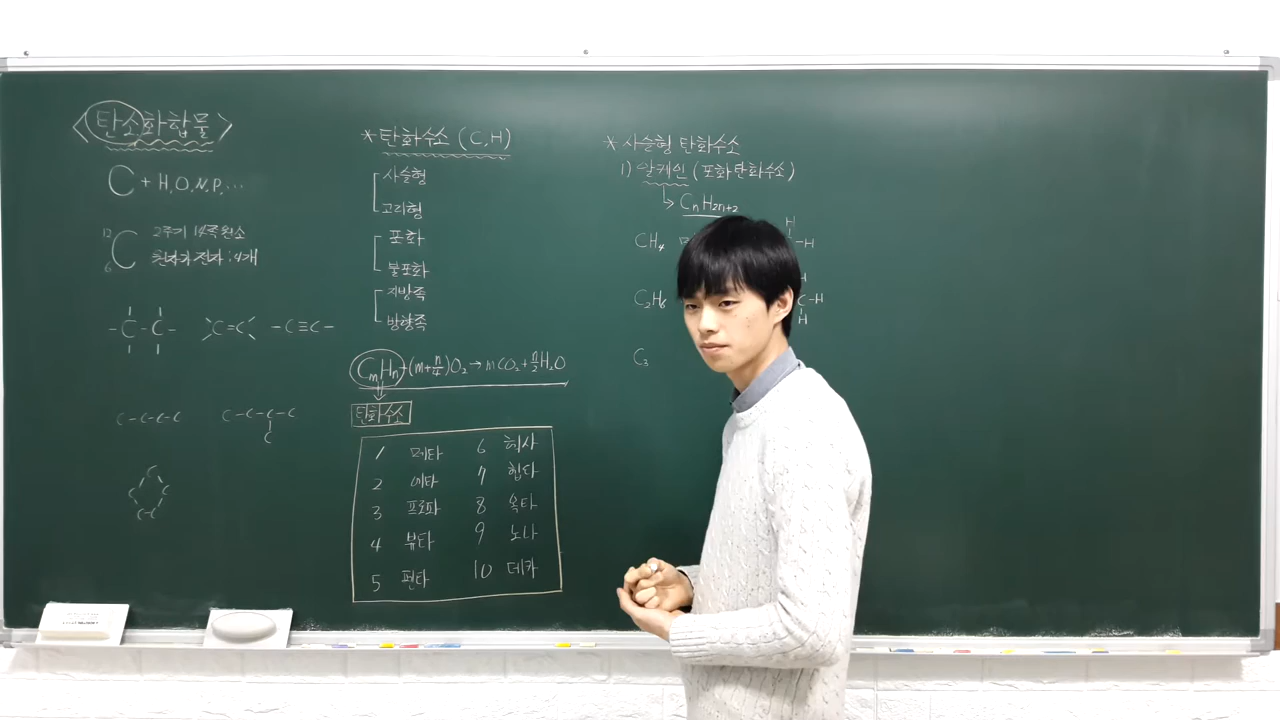 <탄소화합물>
C + H, O, N, P, ...
12 C 6 2주기 14족 원소
원자가 전자 : 4개
-C-C-
C=C -C≡C-
C-C-C-C
C-C-C-C
C
C
C C
C-C
* 탄화수소 (C, H)
사슬형
고리형
포화
불포화
지방족
방향족
CmHn+(m+n/4)O2→mCO2+n/2H2O
탄화수소
1 메타 6 헥사
2 에타 7 헵타
3 프로파 8 옥타
4 뷰타 9 노나
5 펜타 10 데카
* 사슬형 탄화수소
1) 알케인 (포화 탄화수소)
CnH2n+2
CH4
H
-H
C2H6
H
C-H
H
C3